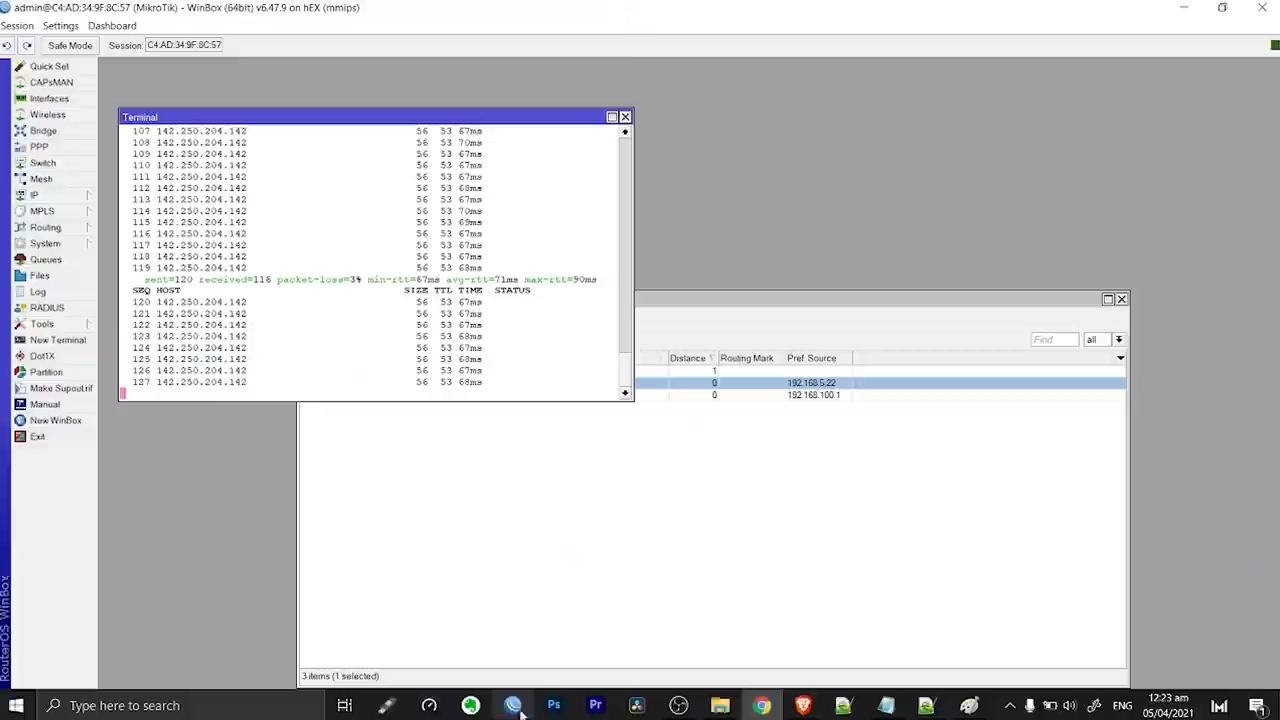 admin@C4:AD:34:9F:8C:57 (MikroTik) - WinBox (64bit) v6.47.9 on hEX (mmips)
Session Settings Dashboard
Safe Mode Session: C4:AD:34:9F:8C:57
Quick Set
CAPsMAN
Interfaces
Wireless
Bridge
PPP
Switch
Mesh
IP
MPLS
Routing
System
Queues
Files
Log
RADIUS
Tools
New Terminal
Dot1X
Partition
Make Supout.rif
Manual
New WinBox
Exit
RouterOS WinBox
Terminal
107 142.250.204.142 56 53 67ms
108 142.250.204.142 56 53 70ms
109 142.250.204.142 56 53 67ms
110 142.250.204.142 56 53 67ms
111 142.250.204.142 56 53 67ms
112 142.250.204.142 56 53 68ms
113 142.250.204.142 56 53 67ms
114 142.250.204.142 56 53 70ms
115 142.250.204.142 56 53 69ms
116 142.250.204.142 56 53 67ms
117 142.250.204.142 56 53 67ms
118 142.250.204.142 56 53 67ms
119 142.250.204.142 56 53 68ms
sent=120 received=116 packet-loss=3% min-rtt=67ms avg-rtt=71ms max-rtt=90ms
SEQ HOST SIZE TTL TIME STATUS
120 142.250.204.142 56 53 67ms
121 142.250.204.142 56 53 67ms
122 142.250.204.142 56 53 67ms
123 142.250.204.142 56 53 68ms
124 142.250.204.142 56 53 67ms
125 142.250.204.142 56 53 68ms
126 142.250.204.142 56 53 67ms
127 142.250.204.142 56 53 68ms
Find all
Distance Routing Mark Pref. Source
1
0 192.168.5.22
0 192.168.100.1
3 items (1 selected)
Type here to search
Ps
Pr
ENG
12:23 am
05/04/2021
1